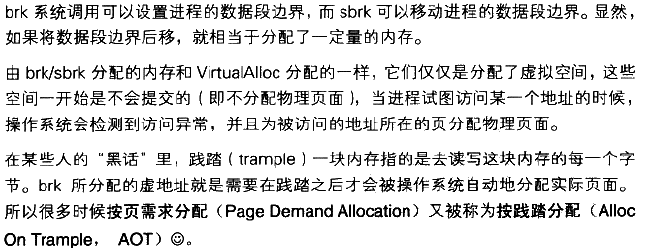 brk 系统调用可以设置进程的数据段边界，而 sbrk 可以移动进程的数据段边界。显然，
如果将数据段边界后移，就相当于分配了一定量的内存。
由 brk/sbrk 分配的内存和 VirtualAlloc 分配的一样，它们仅仅是分配了虚拟空间，这些
空间一开始是不会提交的（即不分配物理页面），当进程试图访问某一个地址的时候，
操作系统会检测到访问异常，并且为被访问的地址所在的页分配物理页面。
在某些人的“黑话”里，践踏（trample）一块内存指的是去读写这块内存的每一个字
节。brk 所分配的虚地址就是需要在践踏之后才会被操作系统自动地分配实际页面。
所以很多时候按页需求分配（Page Demand Allocation）又被称为按践踏分配（Alloc
On Trample， AOT）☺。